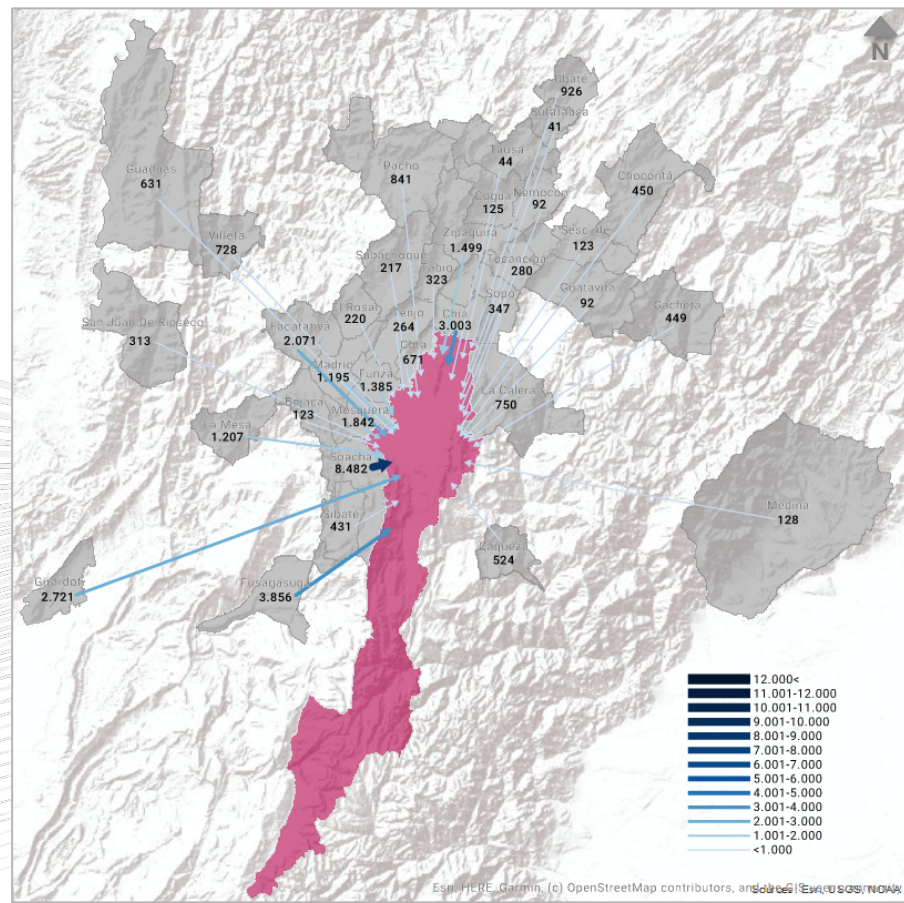 N
Ubaté
926
Sutatausa
41
Tausa
44
Pacho
841
Guaduas
631
Chocontá
450
Cogua
125
Nemocón
92
Villeta
728
Zipaquirá
1.499
Sesquilé
123
Subachoque
217
Tabio
323
Tocancipá
280
Guatavita
92
El Rosal
220
Tenjo
264
Chía
3.003
Sopó
347
Gachetá
449
San Juan De Rioseco
313
Facatativá
2.071
Cota
671
Madrid
1.195
Funza
1.385
La Calera
750
Bojacá
123
Mosquera
1.842
La Mesa
1.207
Soacha
8.482
Sibaté
431
Medina
128
Cáqueza
524
Girardot
2.721
Fusagasugá
3.856
12.000<
11.001-12.000
10.001-11.000
9.001-10.000
8.001-9.000
7.001-8.000
6.001-7.000
5.001-6.000
4.001-5.000
3.001-4.000
2.001-3.000
1.001-2.000
<1.000
Esri, HERE, Garmin, (c) OpenStreetMap contributors, and the GIS user community
Sources: Esri, USGS, NOAA